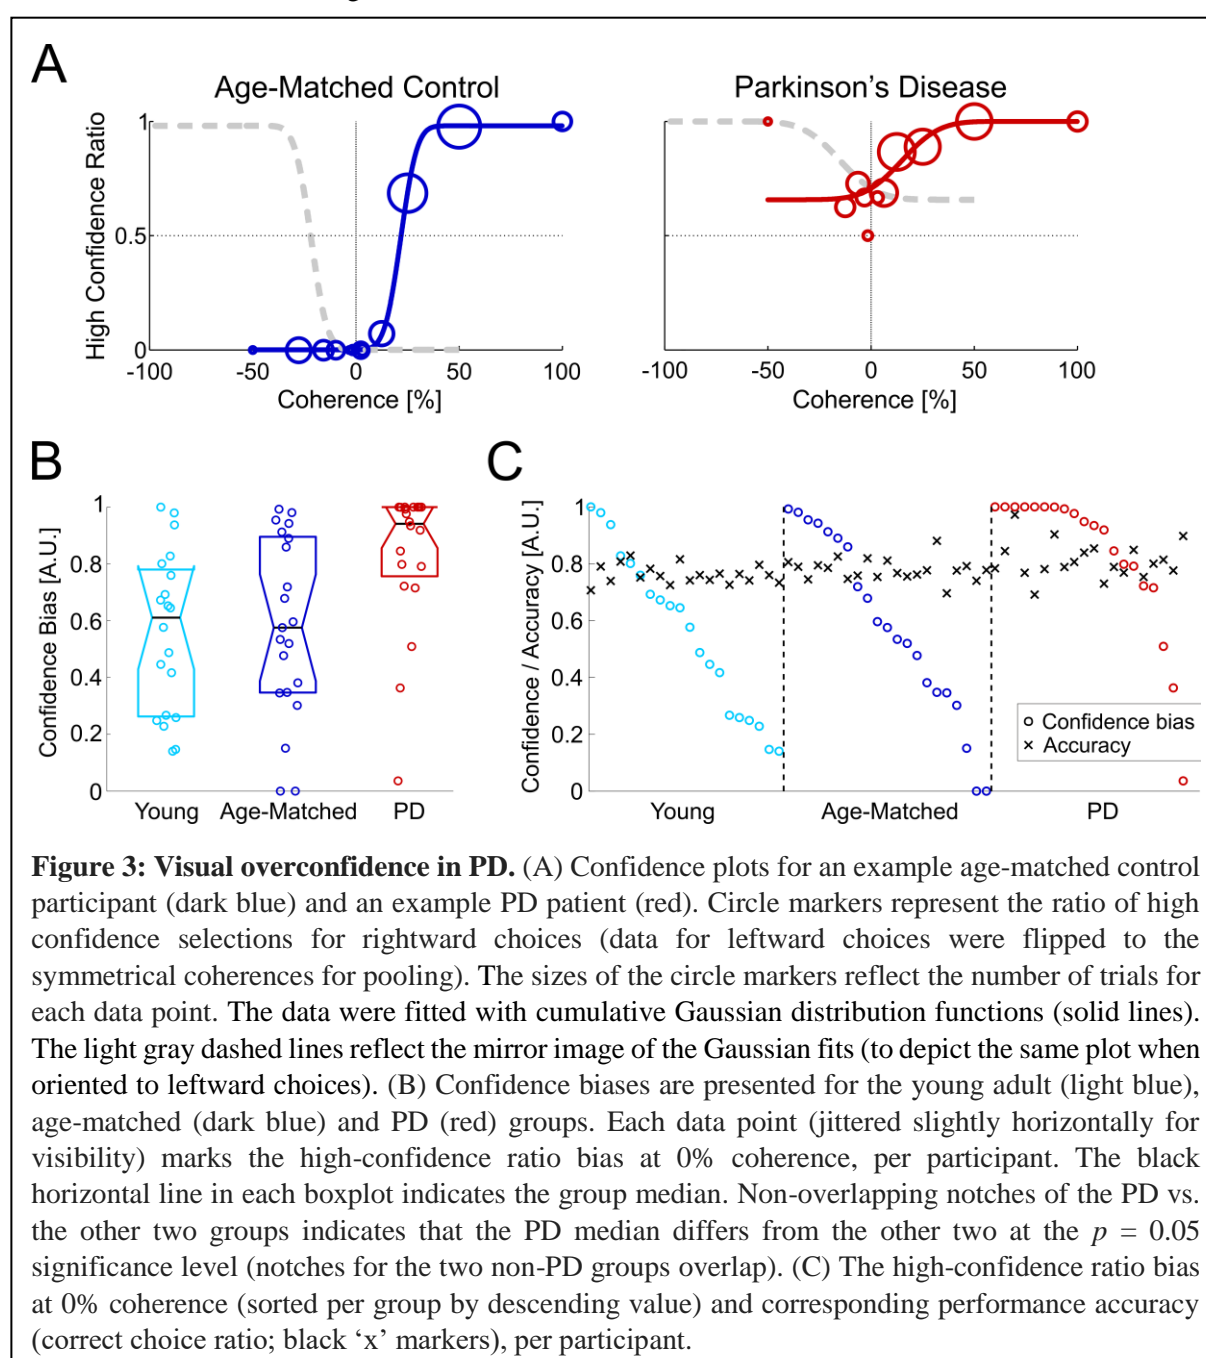 A
Age-Matched Control
Parkinson's Disease
High Confidence Ratio
1
0.5
0
-100
-50
0
50
100
-100
-50
0
50
100
Coherence [%]
Coherence [%]
B
C
Confidence Bias [A.U.]
1
0.8
0.6
0.4
0.2
0
Young
Age-Matched
PD
Confidence / Accuracy [A.U.]
1
0.8
0.6
0.4
0.2
0
Confidence bias
Accuracy
Young
Age-Matched
PD
Figure 3: Visual overconfidence in PD. (A) Confidence plots for an example age-matched control
participant (dark blue) and an example PD patient (red). Circle markers represent the ratio of high
confidence selections for rightward choices (data for leftward choices were flipped to the
symmetrical coherences for pooling). The sizes of the circle markers reflect the number of trials for
each data point. The data were fitted with cumulative Gaussian distribution functions (solid lines).
The light gray dashed lines reflect the mirror image of the Gaussian fits (to depict the same plot when
oriented to leftward choices). (B) Confidence biases are presented for the young adult (light blue),
age-matched (dark blue) and PD (red) groups. Each data point (jittered slightly horizontally for
visibility) marks the high-confidence ratio bias at 0% coherence, per participant. The black
horizontal line in each boxplot indicates the group median. Non-overlapping notches of the PD vs.
the other two groups indicates that the PD median differs from the other two at the p = 0.05
significance level (notches for the two non-PD groups overlap). (C) The high-confidence ratio bias
at 0% coherence (sorted per group by descending value) and corresponding performance accuracy
(correct choice ratio; black ‘x’ markers), per participant.